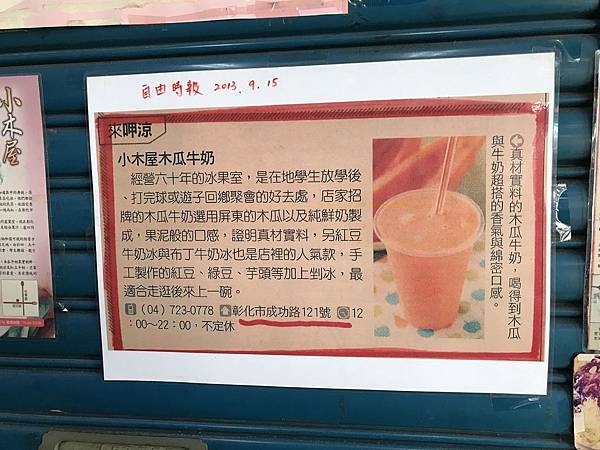 自由時報 2013.9.15
來呷涼
小木屋木瓜牛奶
經營六十年的冰果室,是在地學生放學後
、打完球或遊子回鄉聚會的好去處,店家招
牌的木瓜牛奶選用屏東的木瓜以及純鮮奶製
成,果泥般的口感,證明真材實料,另紅豆
牛奶冰與布丁牛奶冰也是店裡的人氣款,手
工製作的紅豆、綠豆、芋頭等加上剉冰,最
適合走逛後來上一碗。
(04)723-0778 彰化市成功路121號 12
:00~22:00,不定休
真材實料的木瓜牛奶,喝得到木瓜
與牛奶超搭的香氣與綿密口感。
小木屋